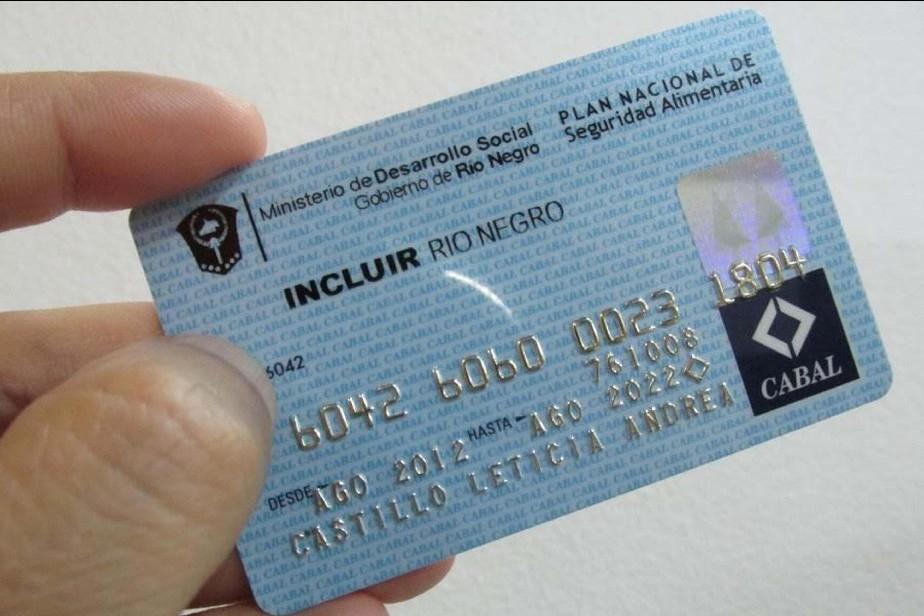 Ministerio de Desarrollo Social
Gobierno de Río Negro
PLAN NACIONAL DE
Seguridad Alimentaria
INCLUIR RIO NEGRO
6042
6042 6060 0023 1804
761008
DESDE AGO 2012 HASTA AGO 2022
CASTILLO LETICIA ANDREA
CABAL